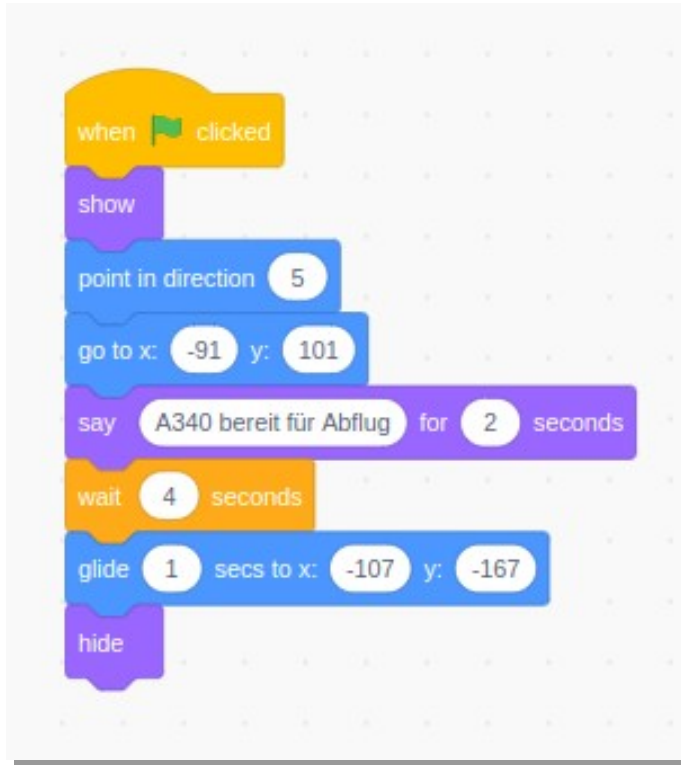 when clicked
show
point in direction 5
go to x: -91 y: 101
say A340 bereit für Abflug for 2 seconds
wait 4 seconds
glide 1 secs to x: -107 y: -167
hide